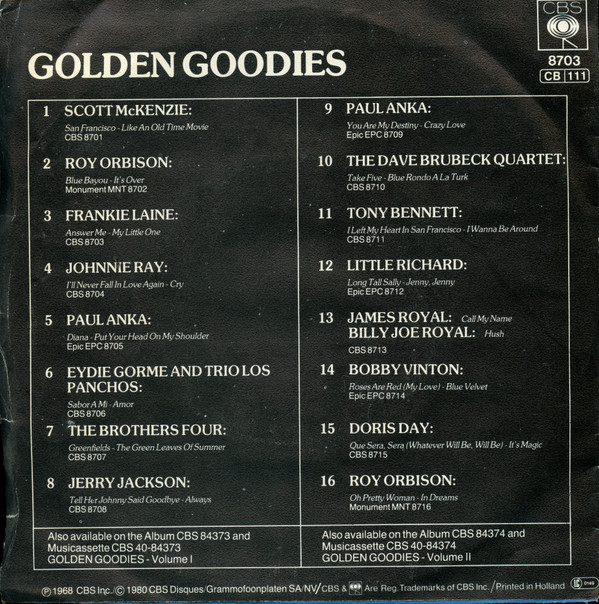 CBS
8703
CB 111
GOLDEN GOODIES
1 SCOTT McKENZIE:
San Francisco - Like An Old Time Movie
CBS 8701
2 ROY ORBISON:
Blue Bayou - It's Over
Monument MNT 8702
3 FRANKIE LAINE:
Answer Me - My Little One
CBS 8703
4 JOHNNIE RAY:
I'll Never Fall In Love Again - Cry
CBS 8704
5 PAUL ANKA:
Diana - Put Your Head On My Shoulder
Epic EPC 8705
6 EYDIE GORME AND TRIO LOS
PANCHOS:
Sabor A Mi - Amor
CBS 8706
7 THE BROTHERS FOUR:
Greenfields - The Green Leaves Of Summer
CBS 8707
8 JERRY JACKSON:
Tell Her Johnny Said Goodbye - Always
CBS 8708
Also available on the Album CBS 84373 and
Musicassette CBS 40-84373
GOLDEN GOODIES - Volume I
9 PAUL ANKA:
You Are My Destiny - Crazy Love
Epic EPC 8709
10 THE DAVE BRUBECK QUARTET:
Take Five - Blue Rondo A La Turk
CBS 8710
11 TONY BENNETT:
I Left My Heart In San Francisco - I Wanna Be Around
CBS 8711
12 LITTLE RICHARD:
Long Tall Sally - Jenny, Jenny
Epic EPC 8712
13 JAMES ROYAL: Call My Name
BILLY JOE ROYAL: Hush
CBS 8713
14 BOBBY VINTON:
Roses Are Red (My Love) - Blue Velvet
Epic EPC 8714
15 DORIS DAY:
Que Sera, Sera (Whatever Will Be, Will Be) - It's Magic
CBS 8715
16 ROY ORBISON:
Oh Pretty Woman - In Dreams
Monument MNT 8716
Also available on the Album CBS 84374 and
Musicassette CBS 40-84374
GOLDEN GOODIES - Volume II
℗ 1968 CBS Inc./© 1980 CBS Disques/Grammofoonplaten SA/NV/ CBS & Are Reg. Trademarks of CBS Inc./Printed in Holland